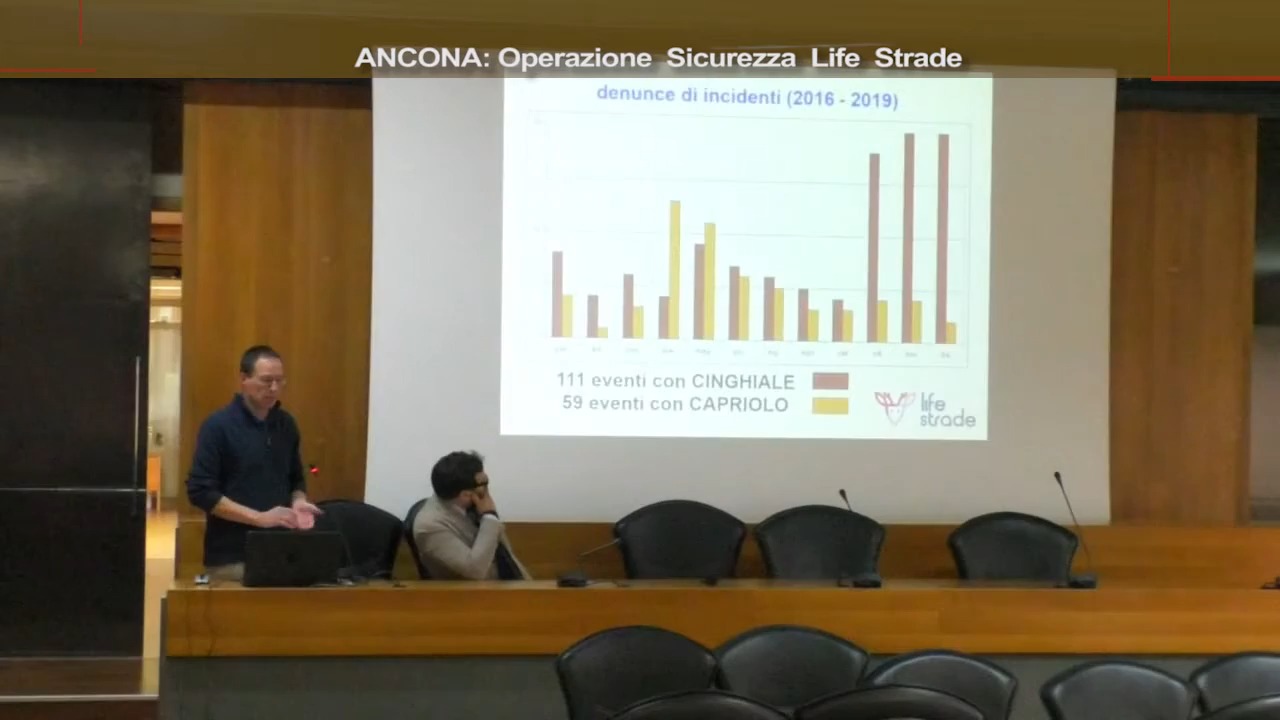 ANCONA: Operazione Sicurezza Life Strade
denunce di incidenti (2016 - 2019)
111 eventi con CINGHIALE
59 eventi con CAPRIOLO
life
strade